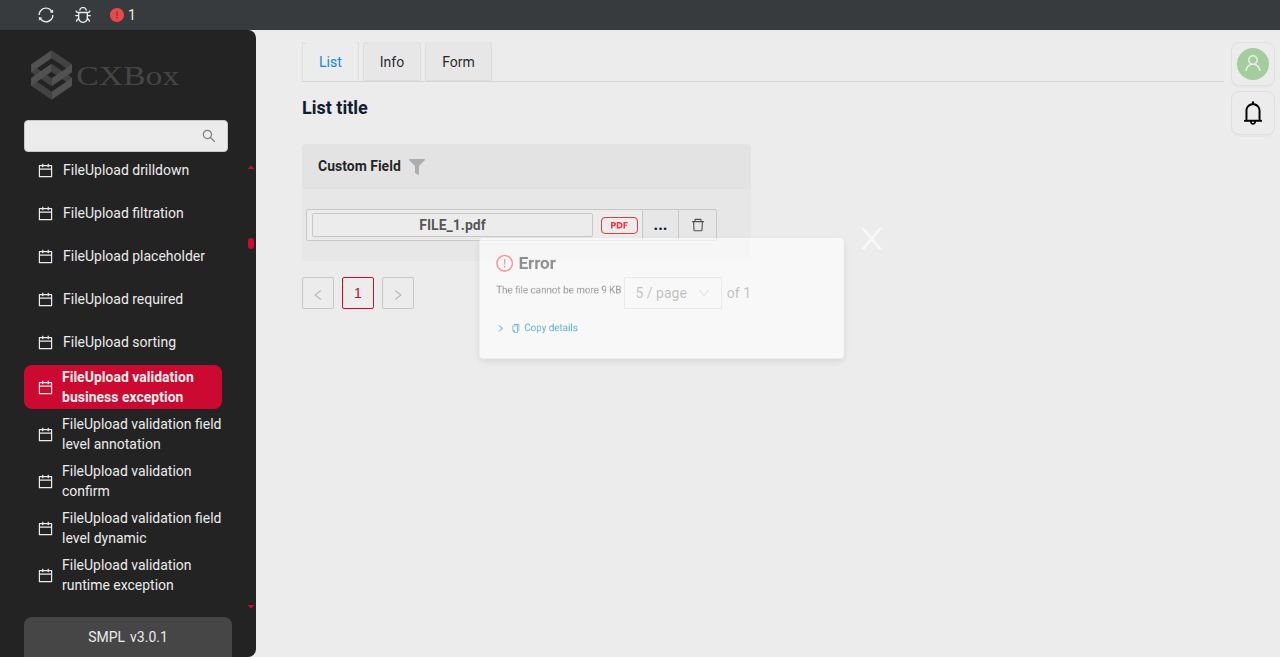 1
CXBox
FileUpload drilldown
FileUpload filtration
FileUpload placeholder
FileUpload required
FileUpload sorting
FileUpload validation
business exception
FileUpload validation field
level annotation
FileUpload validation
confirm
FileUpload validation field
level dynamic
FileUpload validation
runtime exception
SMPL v3.0.1
List Info Form
List title
Custom Field
FILE_1.pdf PDF ...
Error
The file cannot be more 9 KB
< 1 > 5 / page of 1
Copy details